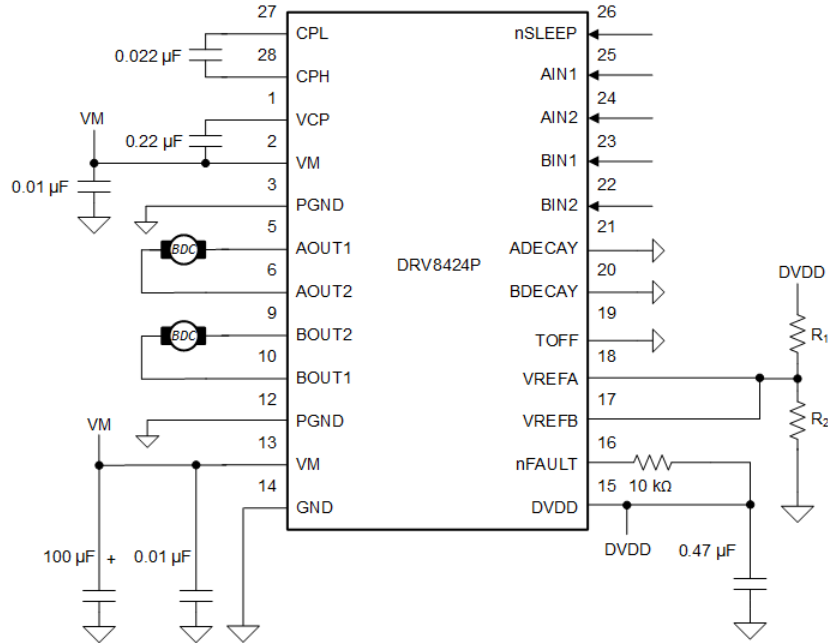 27
CPL
nSLEEP
26
0.022 µF
28
CPH
AIN1
25
1
VCP
AIN2
24
VM
0.22 µF
2
VM
BIN1
23
0.01 µF
3
PGND
BIN2
22
5
BDC
AOUT1
ADECAY
21
DRV8424P
6
AOUT2
BDECAY
20
DVDD
9
BDC
BOUT2
TOFF
19
R1
10
BOUT1
VREFA
18
12
PGND
VREFB
17
R2
VM
13
VM
nFAULT
16
10 kΩ
14
GND
DVDD
15
DVDD
100 µF +
0.01 µF
0.47 µF